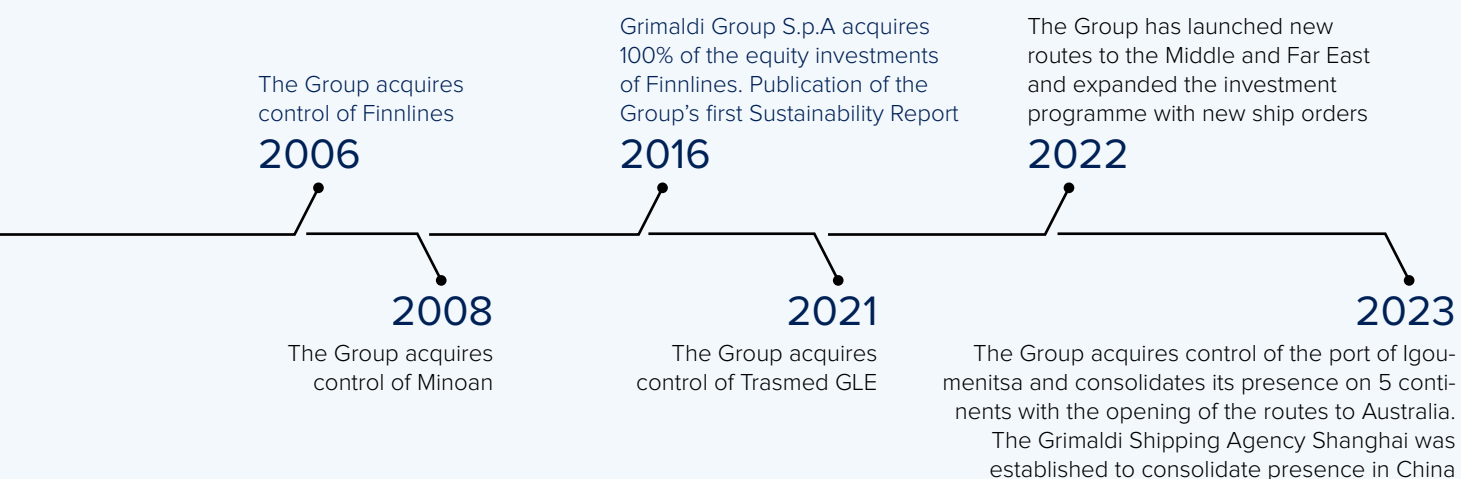 The Group acquires
control of Finnlines
2006
Grimaldi Group S.p.A acquires
100% of the equity investments
of Finnlines. Publication of the
Group’s first Sustainability Report
2016
The Group has launched new
routes to the Middle and Far East
and expanded the investment
programme with new ship orders
2022
2008
The Group acquires
control of Minoan
2021
The Group acquires
control of Trasmed GLE
2023
The Group acquires control of the port of Igou-
menitsa and consolidates its presence on 5 conti-
nents with the opening of the routes to Australia.
The Grimaldi Shipping Agency Shanghai was
established to consolidate presence in China